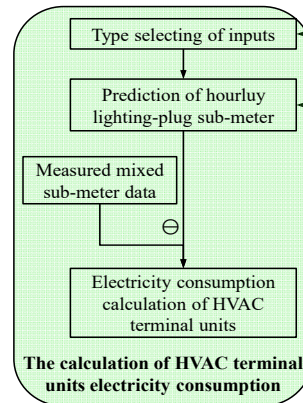 Type selecting of inputs
Prediction of hourluy
lighting-plug sub-meter
Measured mixed
sub-meter data
⊖
Electricity consumption
calculation of HVAC
terminal units
The calculation of HVAC terminal
units electricity consumption